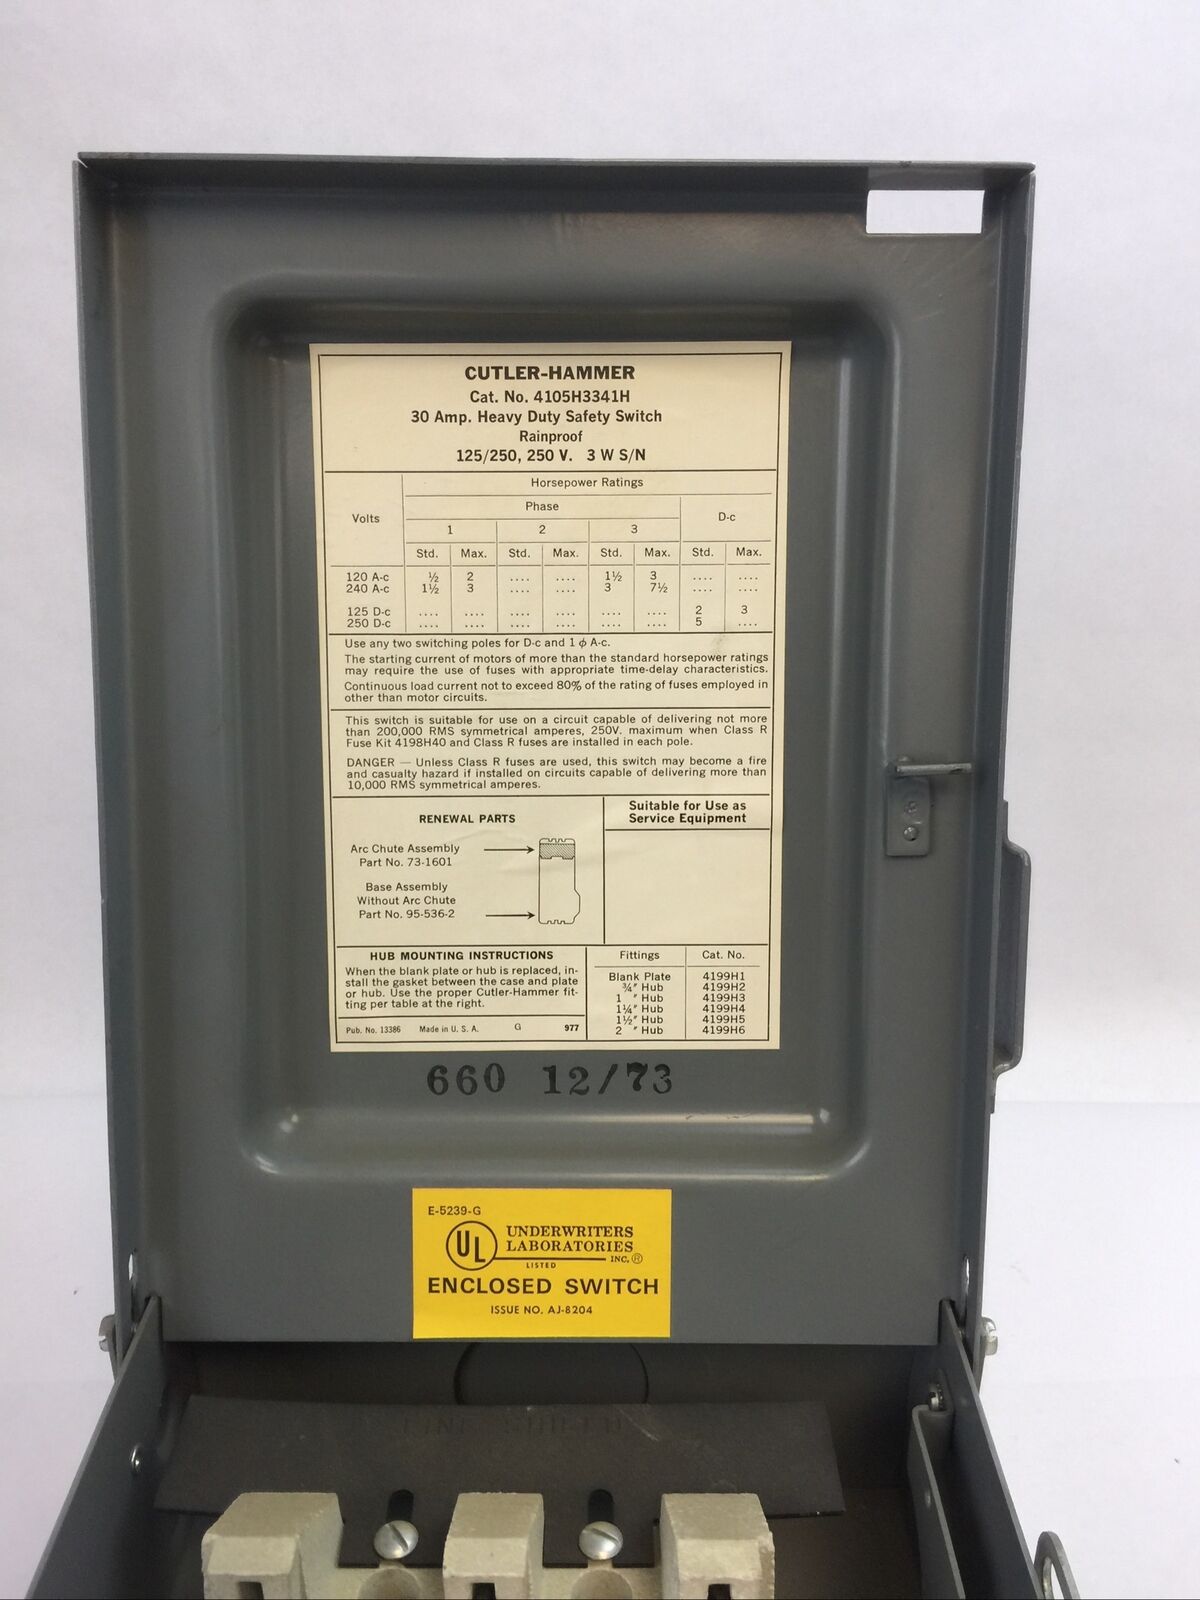 CUTLER-HAMMER
Cat. No. 4105H3341H
30 Amp. Heavy Duty Safety Switch
Rainproof
125/250, 250 V. 3 W S/N
Volts
Horsepower Ratings
Phase
D-c
1 2 3
Std. Max. Std. Max. Std. Max. Std. Max.
120 A-c ½ 2 .... .... 1½ 3 .... ....
240 A-c 1½ 3 .... .... 3 7½ .... ....
125 D-c .... .... .... .... .... .... 2 3
250 D-c .... .... .... .... .... .... 5 ....
Use any two switching poles for D-c and 1 ϕ A-c.
The starting current of motors of more than the standard horsepower ratings
may require the use of fuses with appropriate time-delay characteristics.
Continuous load current not to exceed 80% of the rating of fuses employed in
other than motor circuits.
This switch is suitable for use on a circuit capable of delivering not more
than 200,000 RMS symmetrical amperes, 250V. maximum when Class R
Fuse Kit 4198H40 and Class R fuses are installed in each pole.
DANGER — Unless Class R fuses are used, this switch may become a fire
and casualty hazard if installed on circuits capable of delivering more than
10,000 RMS symmetrical amperes.
RENEWAL PARTS
Arc Chute Assembly
Part No. 73-1601
Base Assembly
Without Arc Chute
Part No. 95-536-2
Suitable for Use as
Service Equipment
HUB MOUNTING INSTRUCTIONS
When the blank plate or hub is replaced, in-
stall the gasket between the case and plate
or hub. Use the proper Cutler-Hammer fit-
ting per table at the right.
Pub. No. 13386 Made in U. S. A. G 977
Fittings Cat. No.
Blank Plate 4199H1
¾" Hub 4199H2
1 " Hub 4199H3
1¼" Hub 4199H4
1½" Hub 4199H5
2 " Hub 4199H6
660 12/73
E-5239-G
UL
UNDERWRITERS
LABORATORIES
INC. ®
LISTED
ENCLOSED SWITCH
ISSUE NO. AJ-8204
LINE SHIELD